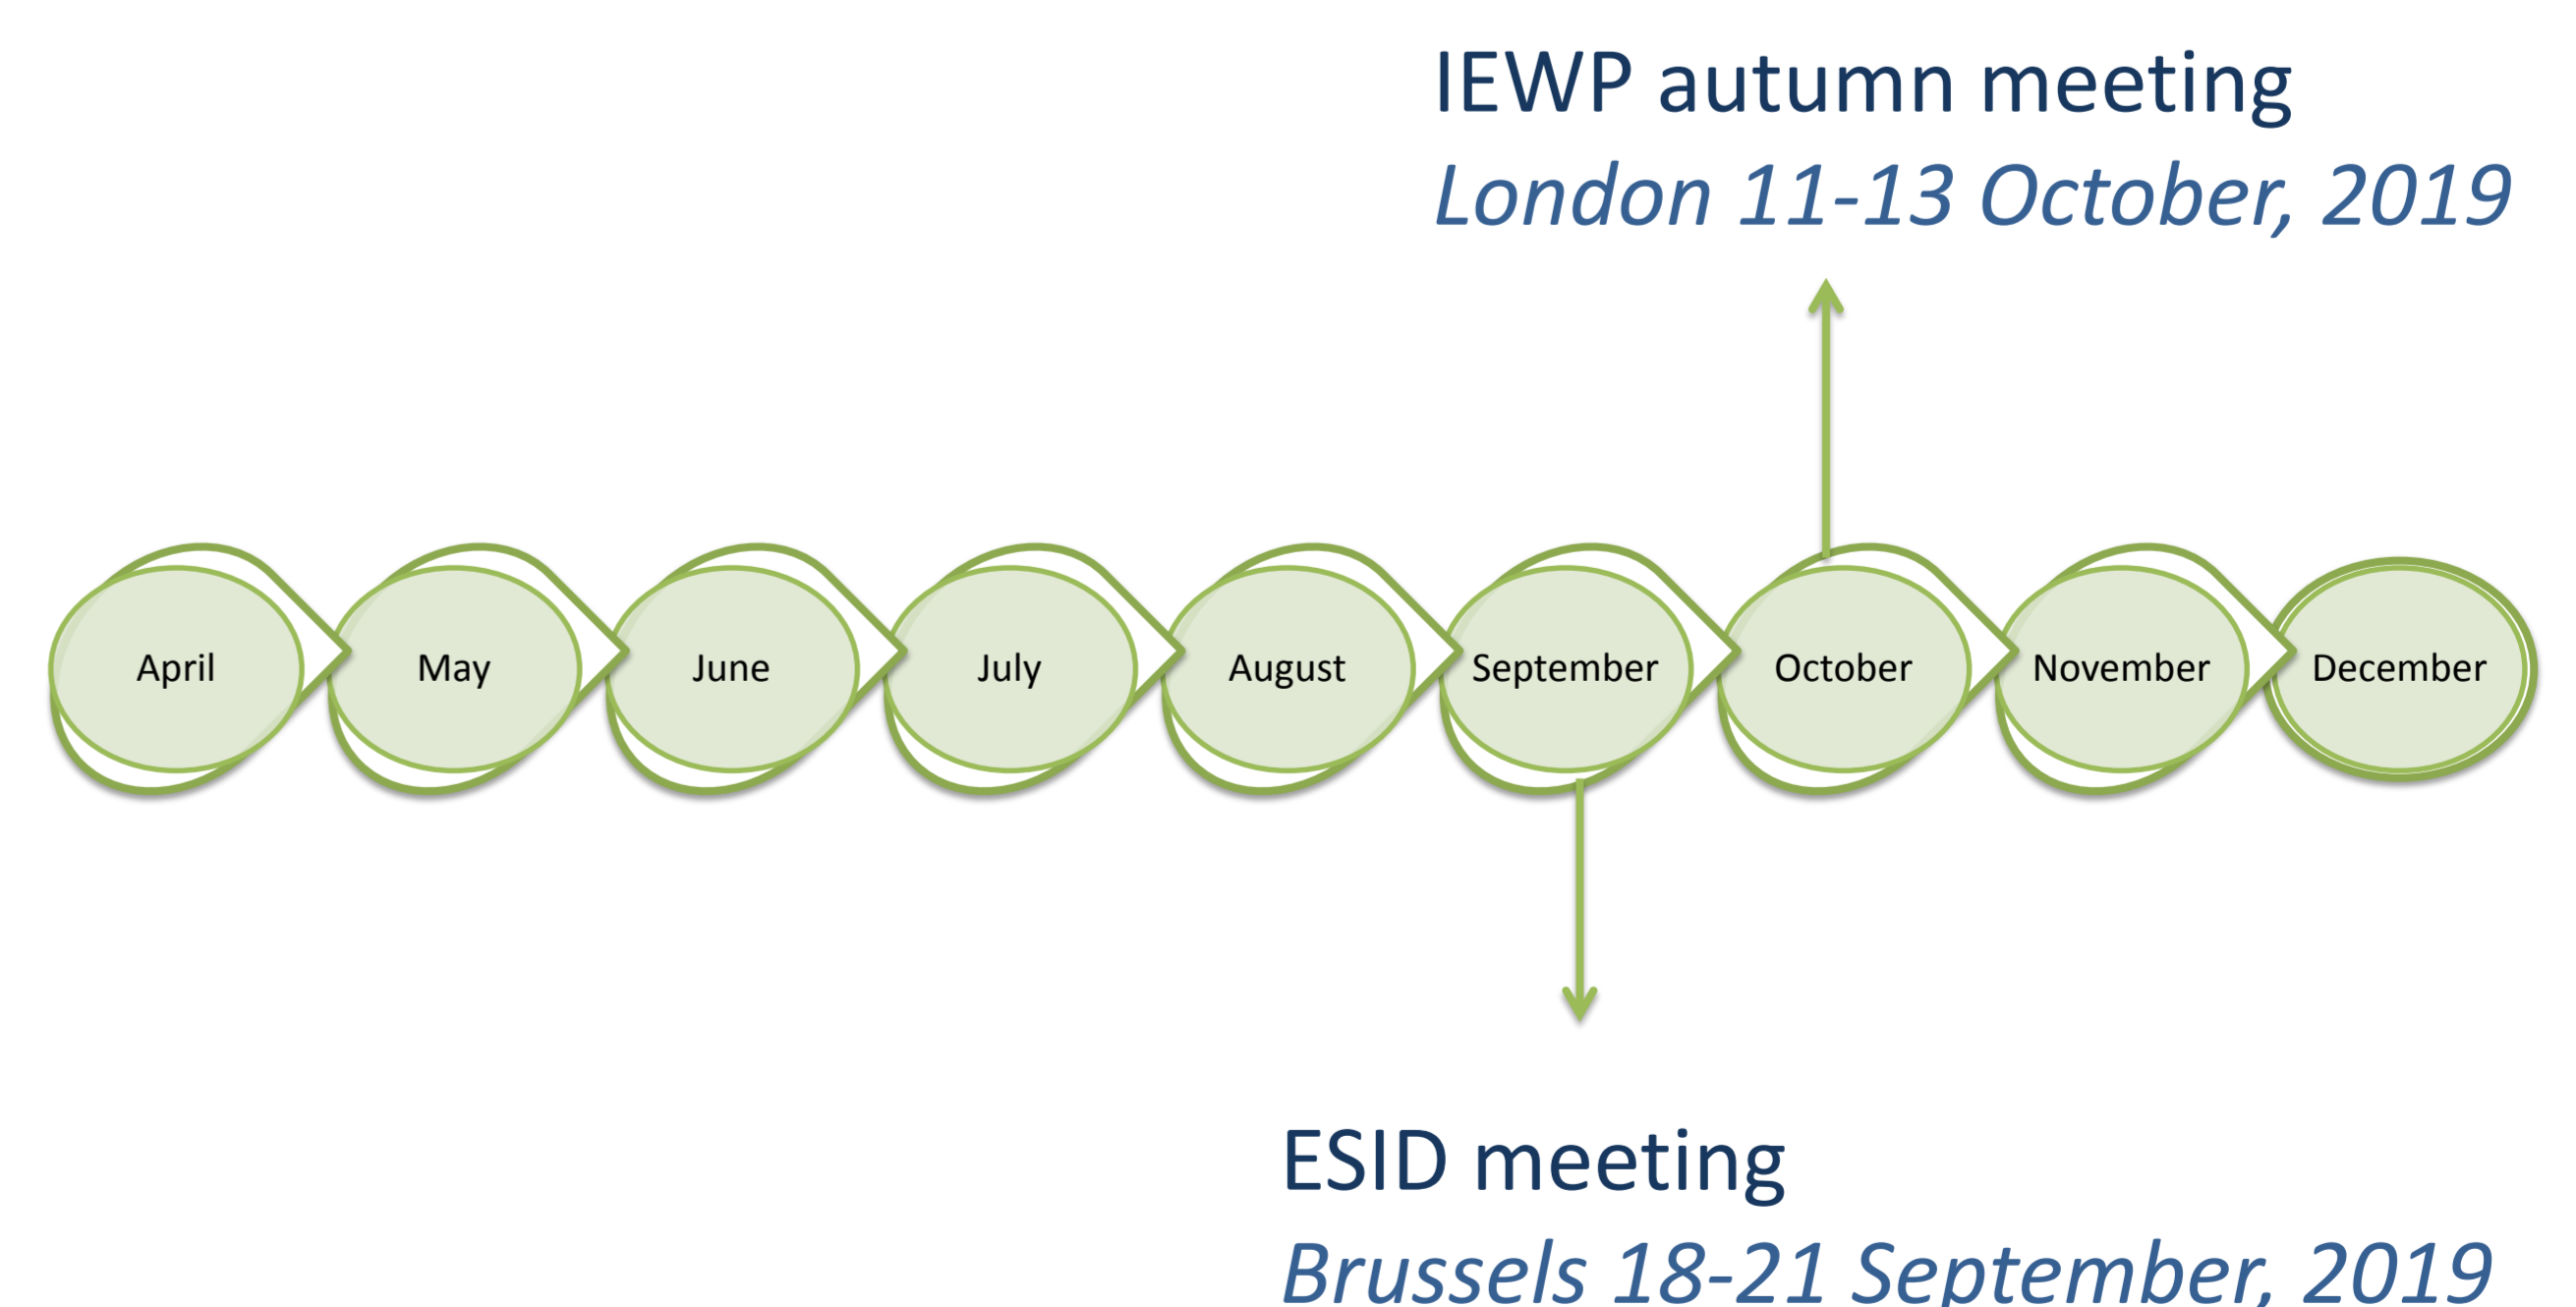 IEWP autumn meeting
London 11-13 October, 2019
April May June July August September October November December
ESID meeting
Brussels 18-21 September, 2019